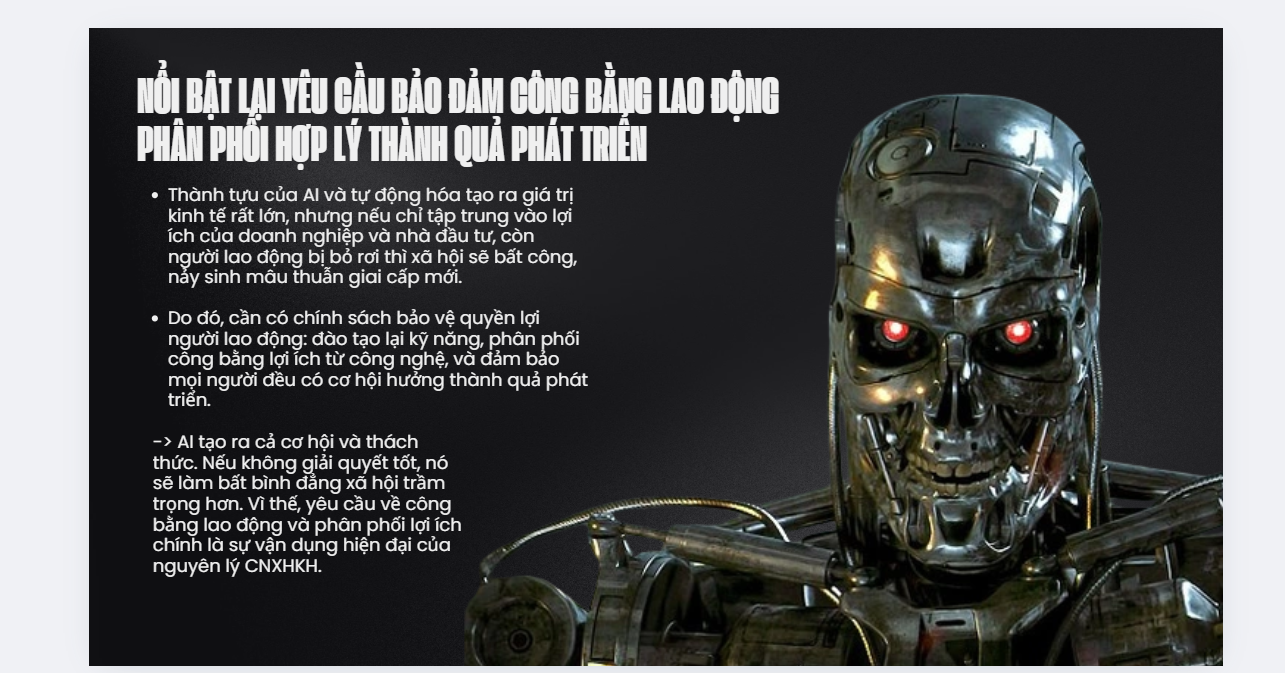 NỔI BẬT LẠI YÊU CẦU BẢO ĐẢM CÔNG BẰNG LAO ĐỘNG
PHÂN PHỐI HỢP LÝ THÀNH QUẢ PHÁT TRIỂN
• Thành tựu của AI và tự động hóa tạo ra giá trị
kinh tế rất lớn, nhưng nếu chỉ tập trung vào lợi
ích của doanh nghiệp và nhà đầu tư, còn
người lao động bị bỏ rơi thì xã hội sẽ bất công,
nảy sinh mâu thuẫn giai cấp mới.
• Do đó, cần có chính sách bảo vệ quyền lợi
người lao động: đào tạo lại kỹ năng, phân phối
công bằng lợi ích từ công nghệ, và đảm bảo
mọi người đều có cơ hội hưởng thành quả phát
triển.
-> AI tạo ra cả cơ hội và thách
thức. Nếu không giải quyết tốt, nó
sẽ làm bất bình đẳng xã hội trầm
trọng hơn. Vì thế, yêu cầu về công
bằng lao động và phân phối lợi ích
chính là sự vận dụng hiện đại của
nguyên lý CNXHKH.